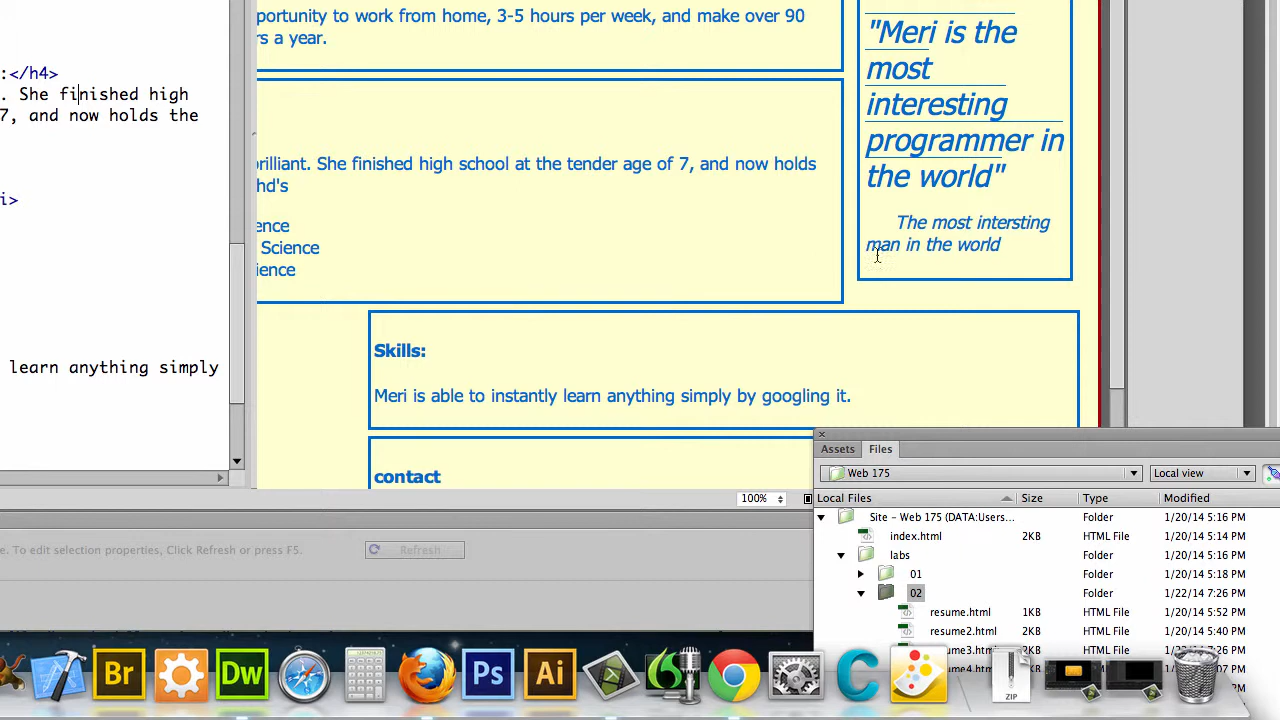 :</h4>
. She finished high
7, and now holds the
i>
learn anything simply
portunity to work from home, 3-5 hours per week, and make over 90
rs a year.
brilliant. She finished high school at the tender age of 7, and now holds
hd's
ence
Science
ience
"Meri is the
most
interesting
programmer in
the world"
The most intersting
man in the world
Skills:
Meri is able to instantly learn anything simply by googling it.
contact
100%
e. To edit selection properties, Click Refresh or press F5.
Refresh
Assets Files
Web 175 Local view
Local Files Size Type Modified
Site - Web 175 (DATA:Users... Folder 1/20/14 5:16 PM
index.html 2KB HTML File 1/20/14 5:14 PM
labs Folder 1/20/14 5:16 PM
01 Folder 1/20/14 5:18 PM
02 Folder 1/22/14 7:26 PM
resume.html 1KB HTML File 1/20/14 5:52 PM
resume2.html 2KB HTML File 1/20/14 5:40 PM
Br Dw Ps Ai ZIP